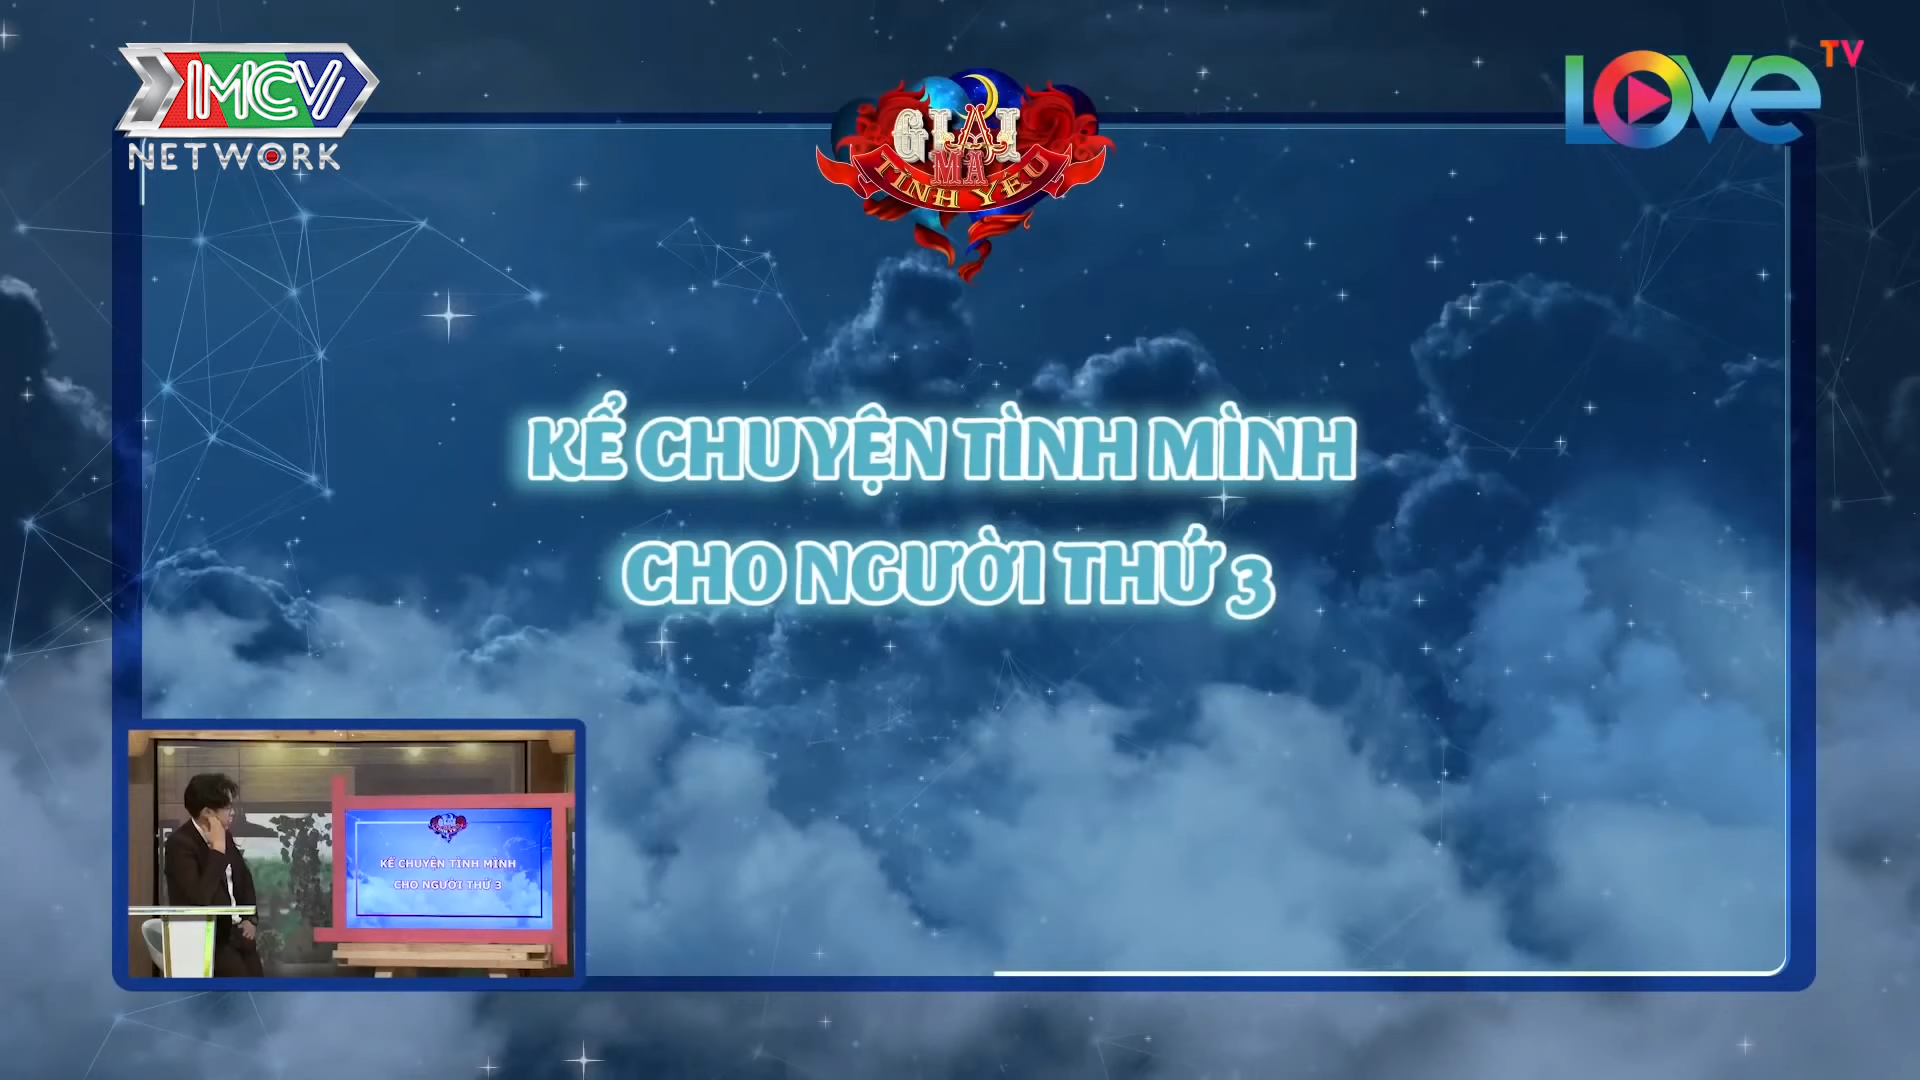 MCV
NETWORK
LOVE TV
GIẢI
MÃ
TÌNH YÊU
KỂ CHUYỆN TÌNH MÌNH
CHO NGƯỜI THỨ 3
KỂ CHUYỆN TÌNH MÌNH
CHO NGƯỜI THỨ 3